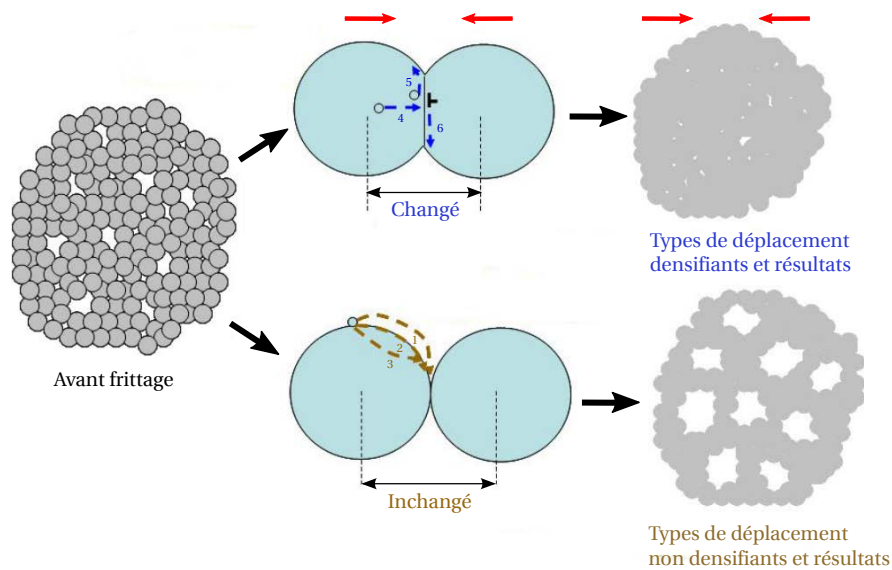 5
4
6
Changé
Types de déplacement
densifiants et résultats
1
2
3
Avant frittage
Inchangé
Types de déplacement
non densifiants et résultats